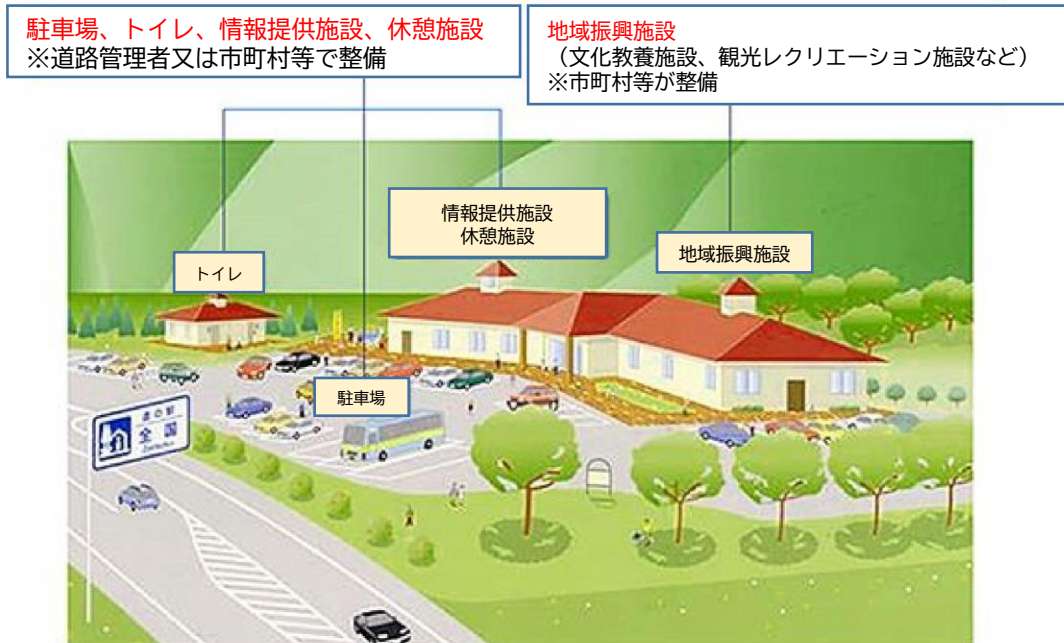 駐車場、トイレ、情報提供施設、休憩施設
※道路管理者又は市町村等で整備
地域振興施設
(文化教養施設、観光レクリエーション施設など)
※市町村等が整備
情報提供施設
休憩施設
地域振興施設
トイレ
駐車場
道の駅
全国